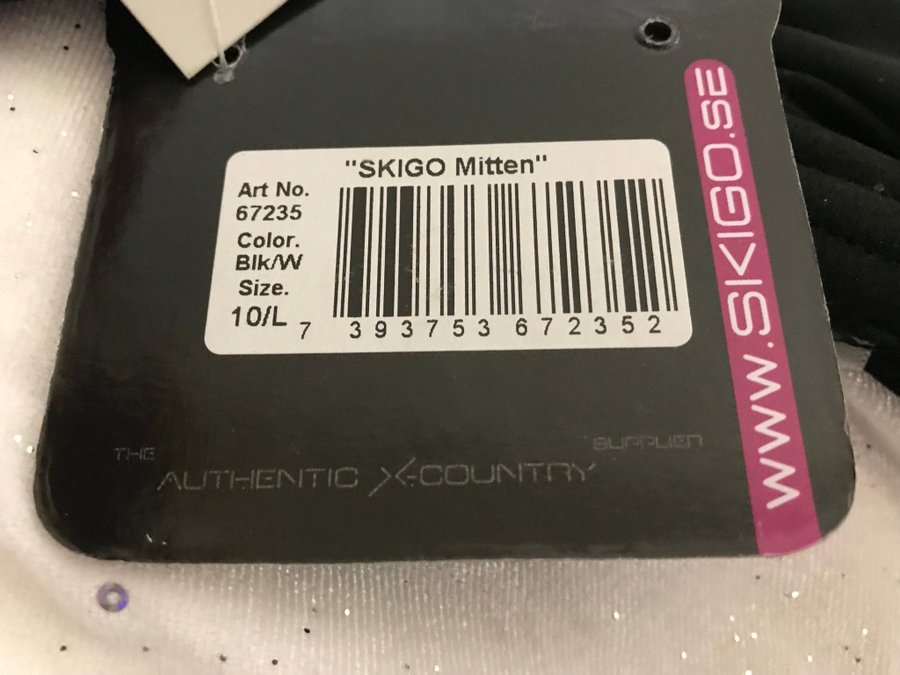 "SKIGO Mitten"
Art No.
67235
Color.
Blk/W
Size.
10/L
7 393753 672352
THE
AUTHENTIC X-COUNTRY
SUPPLIER
WWW.SKIGO.SE